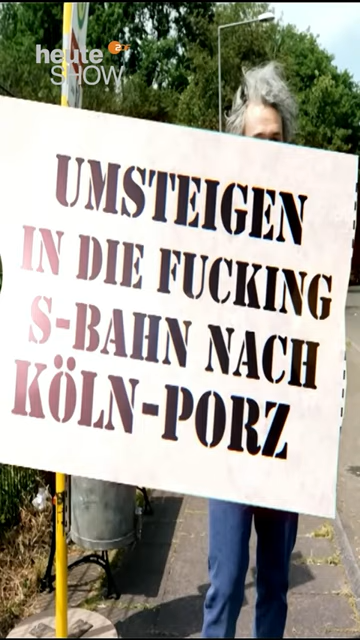 heute
SHOW
UMSTEIGEN
IN DIE FUCKING
S-BAHN NACH
KÖLN-PORZ